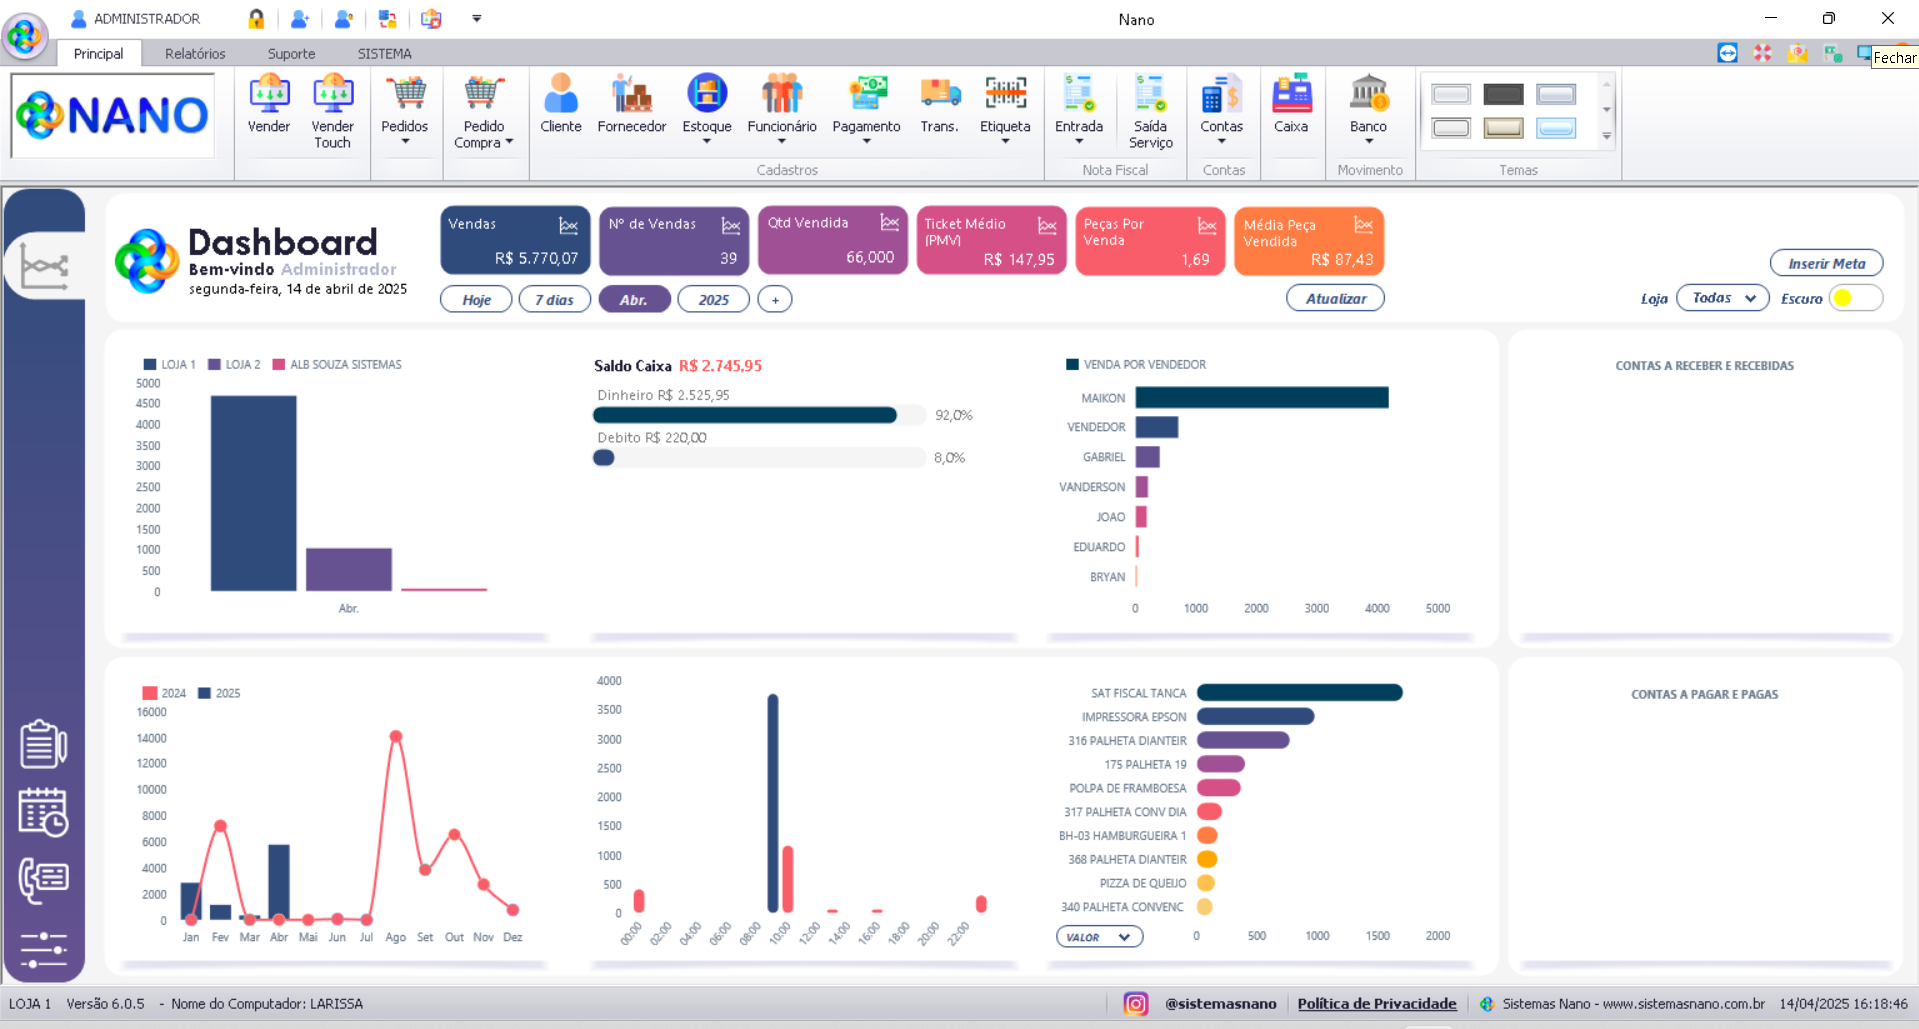 ADMINISTRADOR
Nano
Principal Relatórios Suporte SISTEMA
Fechar
NANO
Vender
Vender Touch
Pedidos
Pedido Compra
Cliente
Fornecedor
Estoque
Funcionário
Pagamento
Trans.
Etiqueta
Entrada
Saída Serviço
Contas
Caixa
Banco
Cadastros
Nota Fiscal
Contas
Movimento
Temas
Dashboard
Bem-vindo Administrador
segunda-feira, 14 de abril de 2025
Vendas
R$ 5.770,07
Nº de Vendas
39
Qtd Vendida
66,000
Ticket Médio
(PMV)
R$ 147,95
Peças Por
Venda
1,69
Média Peça
Vendida
R$ 87,43
Hoje 7 dias Abr. 2025 +
Atualizar
Inserir Meta
Loja Todas Escuro
LOJA 1 LOJA 2 ALB SOUZA SISTEMAS
5000
4500
4000
3500
3000
2500
2000
1500
1000
500
0
Abr.
Saldo Caixa R$ 2.745,95
Dinheiro R$ 2.525,95
92,0%
Debito R$ 220,00
8,0%
VENDA POR VENDEDOR
MAIKON
VENDEDOR
GABRIEL
VANDERSON
JOAO
EDUARDO
BRYAN
0 1000 2000 3000 4000 5000
CONTAS A RECEBER E RECEBIDAS
2024 2025
16000
14000
12000
10000
8000
6000
4000
2000
0
Jan Fev Mar Abr Mai Jun Jul Ago Set Out Nov Dez
4000
3500
3000
2500
2000
1500
1000
500
0
00:00 02:00 04:00 06:00 08:00 10:00 12:00 14:00 16:00 18:00 20:00 22:00
SAT FISCAL TANCA
IMPRESSORA EPSON
316 PALHETA DIANTEIR
175 PALHETA 19
POLPA DE FRAMBOESA
317 PALHETA CONV DIA
BH-03 HAMBURGUEIRA 1
368 PALHETA DIANTEIR
PIZZA DE QUEIJO
340 PALHETA CONVENC
VALOR
0 500 1000 1500 2000
CONTAS A PAGAR E PAGAS
LOJA 1 Versão 6.0.5 - Nome do Computador: LARISSA
@sistemasnano
Política de Privacidade
Sistemas Nano - www.sistemasnano.com.br
14/04/2025 16:18:46